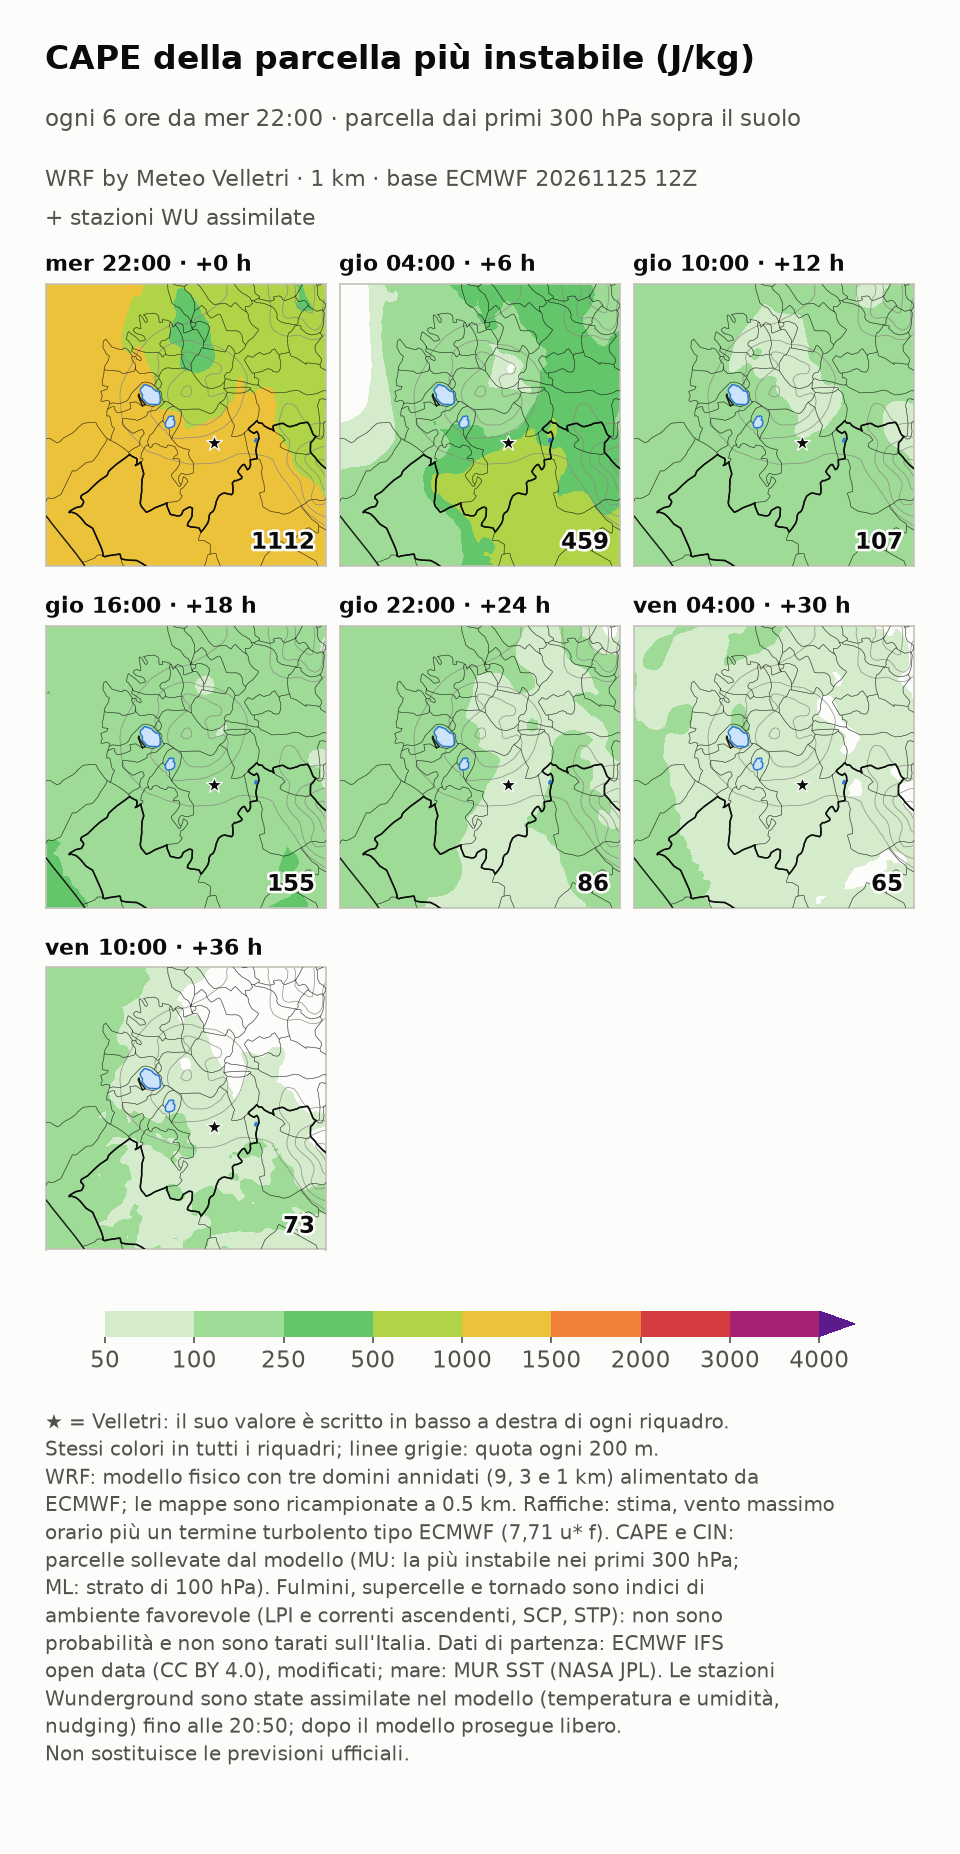 CAPE della parcella più instabile (J/kg)
ogni 6 ore da mer 22:00 · parcella dai primi 300 hPa sopra il suolo
WRF by Meteo Velletri · 1 km · base ECMWF 20261125 12Z
+ stazioni WU assimilate
mer 22:00 · +0 h
gio 04:00 · +6 h
gio 10:00 · +12 h
1112
459
107
gio 16:00 · +18 h
gio 22:00 · +24 h
ven 04:00 · +30 h
155
86
65
ven 10:00 · +36 h
73
50 100 250 500 1000 1500 2000 3000 4000
★ = Velletri: il suo valore è scritto in basso a destra di ogni riquadro.
Stessi colori in tutti i riquadri; linee grigie: quota ogni 200 m.
WRF: modello fisico con tre domini annidati (9, 3 e 1 km) alimentato da
ECMWF; le mappe sono ricampionate a 0.5 km. Raffiche: stima, vento massimo
orario più un termine turbolento tipo ECMWF (7,71 u* f). CAPE e CIN:
parcelle sollevate dal modello (MU: la più instabile nei primi 300 hPa;
ML: strato di 100 hPa). Fulmini, supercelle e tornado sono indici di
ambiente favorevole (LPI e correnti ascendenti, SCP, STP): non sono
probabilità e non sono tarati sull'Italia. Dati di partenza: ECMWF IFS
open data (CC BY 4.0), modificati; mare: MUR SST (NASA JPL). Le stazioni
Wunderground sono state assimilate nel modello (temperatura e umidità,
nudging) fino alle 20:50; dopo il modello prosegue libero.
Non sostituisce le previsioni ufficiali.